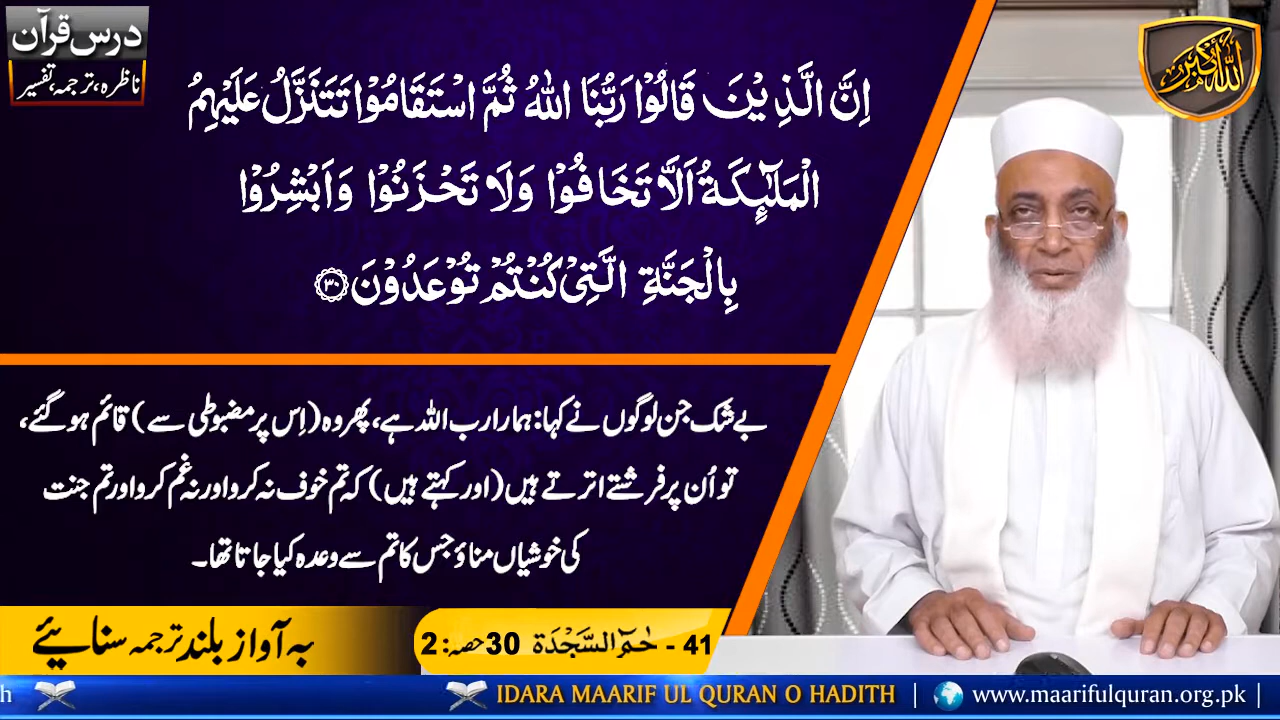 درس قرآن
ناظرہ، ترجمہ، تفسیر
اللہ اکبر
اِنَّ الَّذِيْنَ قَالُوْا رَبُّنَا اللّٰهُ ثُمَّ اسْتَقَامُوْا تَتَنَزَّلُ عَلَيْهِمُ
الْمَلٰٓئِكَةُ اَلَّا تَخَافُوْا وَلَا تَحْزَنُوْا وَاَبْشِرُوْا
بِالْجَنَّةِ الَّتِيْ كُنْتُمْ تُوْعَدُوْنَ ۝۳۰
بے شک جن لوگوں نے کہا: ہمارا رب اللہ ہے، پھر وہ (اِس پر مضبوطی سے) قائم ہو گئے،
تو اُن پر فرشتے اترتے ہیں (اور کہتے ہیں) کہ تم خوف نہ کرو اور نہ غم کرو اور تم جنت
کی خوشیاں مناؤ جس کا تم سے وعدہ کیا جاتا تھا۔
41 - حٰمٓ السَّجْدَة 30 حصہ: 2
بہ آواز بلند ترجمہ سنائیے
h IDARA MAARIF UL QURAN O HADITH | www.maarifulquran.org.pk |